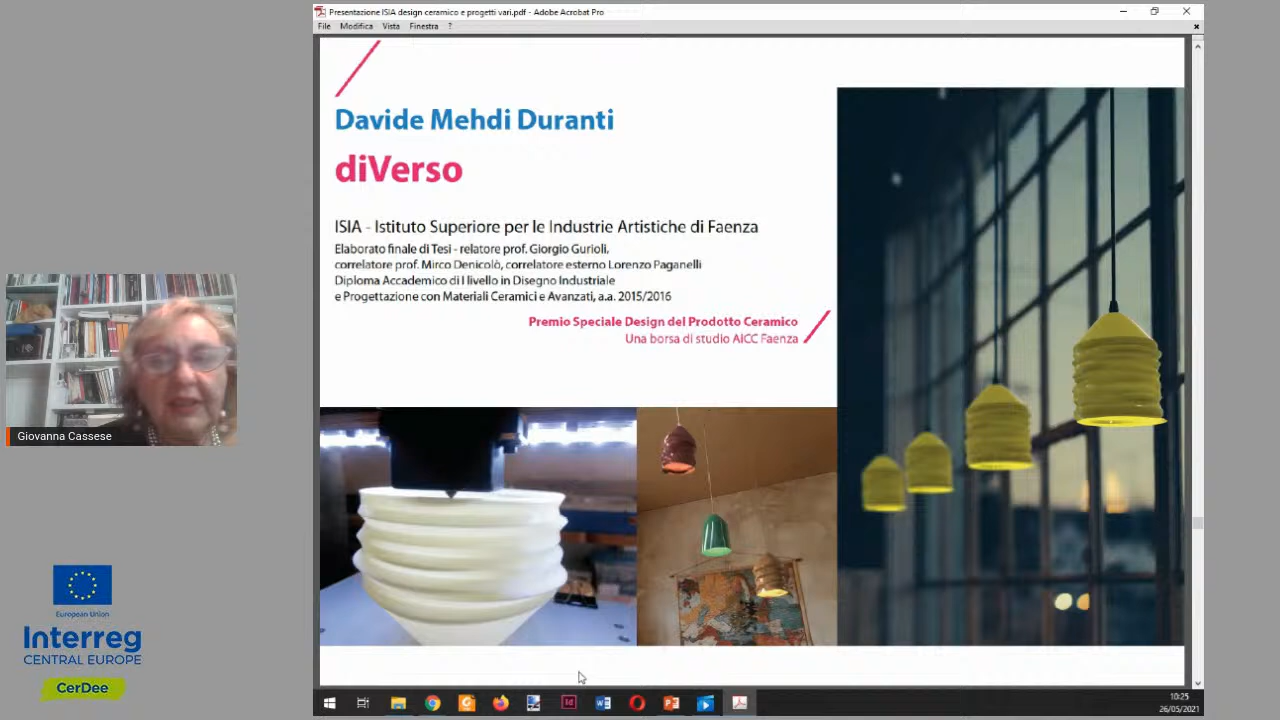 Presentazione ISIA design ceramico e progetti vari.pdf - Adobe Acrobat Pro
File Modifica Vista Finestra ?
Davide Mehdi Duranti
diVerso
ISIA - Istituto Superiore per le Industrie Artistiche di Faenza
Elaborato finale di Tesi - relatore prof. Giorgio Gurioli,
correlatore prof. Mirco Denicolò, correlatore esterno Lorenzo Paganelli
Diploma Accademico di I livello in Disegno Industriale
e Progettazione con Materiali Ceramici e Avanzati, a.a. 2015/2016
Premio Speciale Design del Prodotto Ceramico
Una borsa di studio AICC Faenza
Giovanna Cassese
European Union
Interreg
CENTRAL EUROPE
CerDee
Id
10:25
26/05/2021